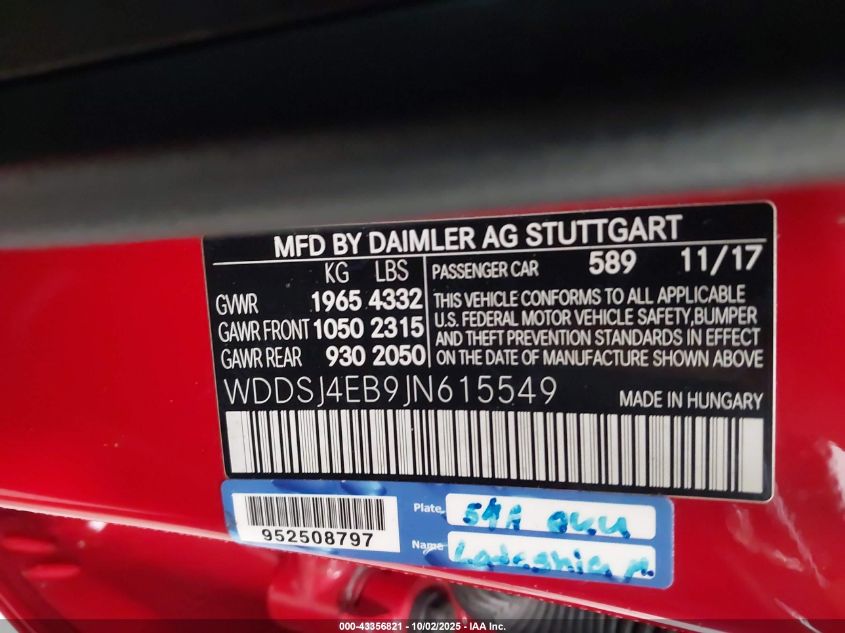 MFD BY DAIMLER AG STUTTGART
KG LBS
GVWR 1965 4332
GAWR FRONT 1050 2315
GAWR REAR 930 2050
PASSENGER CAR 589 11/17
THIS VEHICLE CONFORMS TO ALL APPLICABLE
U.S. FEDERAL MOTOR VEHICLE SAFETY,BUMPER
AND THEFT PREVENTION STANDARDS IN EFFECT
ON THE DATE OF MANUFACTURE SHOWN ABOVE
WDDSJ4EB9JN615549 MADE IN HUNGARY
952508797
Plate
Name
000-43356821 - 10/02/2025 - IAA Inc.